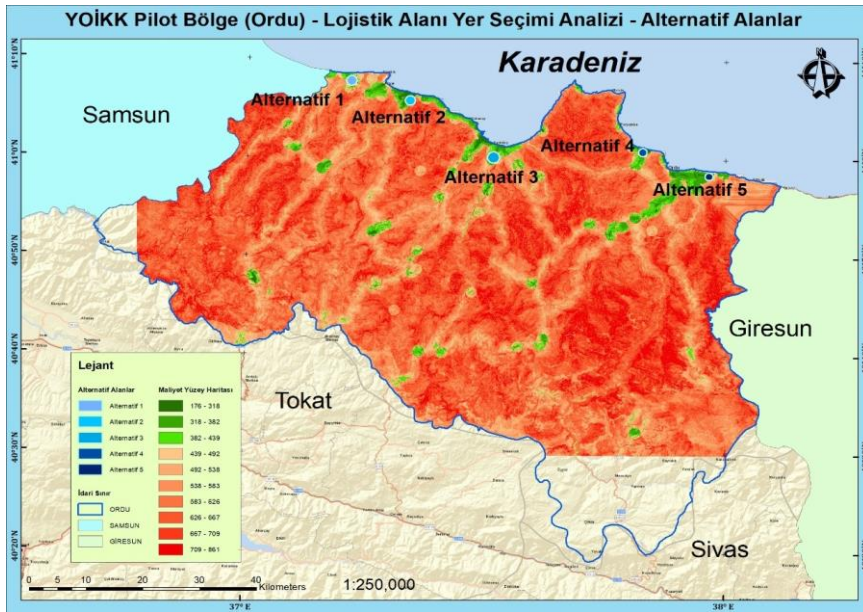 YOİKK Pilot Bölge (Ordu) - Lojistik Alanı Yer Seçimi Analizi - Alternatif Alanlar
41°10'N
Karadeniz
Samsun
Alternatif 1
Alternatif 2
41°0'N
Alternatif 3
Alternatif 4
Alternatif 5
40°50'N
40°40'N
Giresun
Tokat
Lejant
Alternatif Alanlar
Alternatif 1
Alternatif 2
Alternatif 3
Alternatif 4
Alternatif 5
İdari Sınır
ORDU
SAMSUN
GİRESUN
Maliyet Yüzey Haritası
176 - 318
318 - 382
382 - 439
439 - 492
492 - 538
538 - 583
583 - 626
626 - 667
667 - 709
709 - 861
40°30'N
40°20'N
Sivas
0 5 10 20 30 40
Kilometers
1:250,000
37°E
38°E